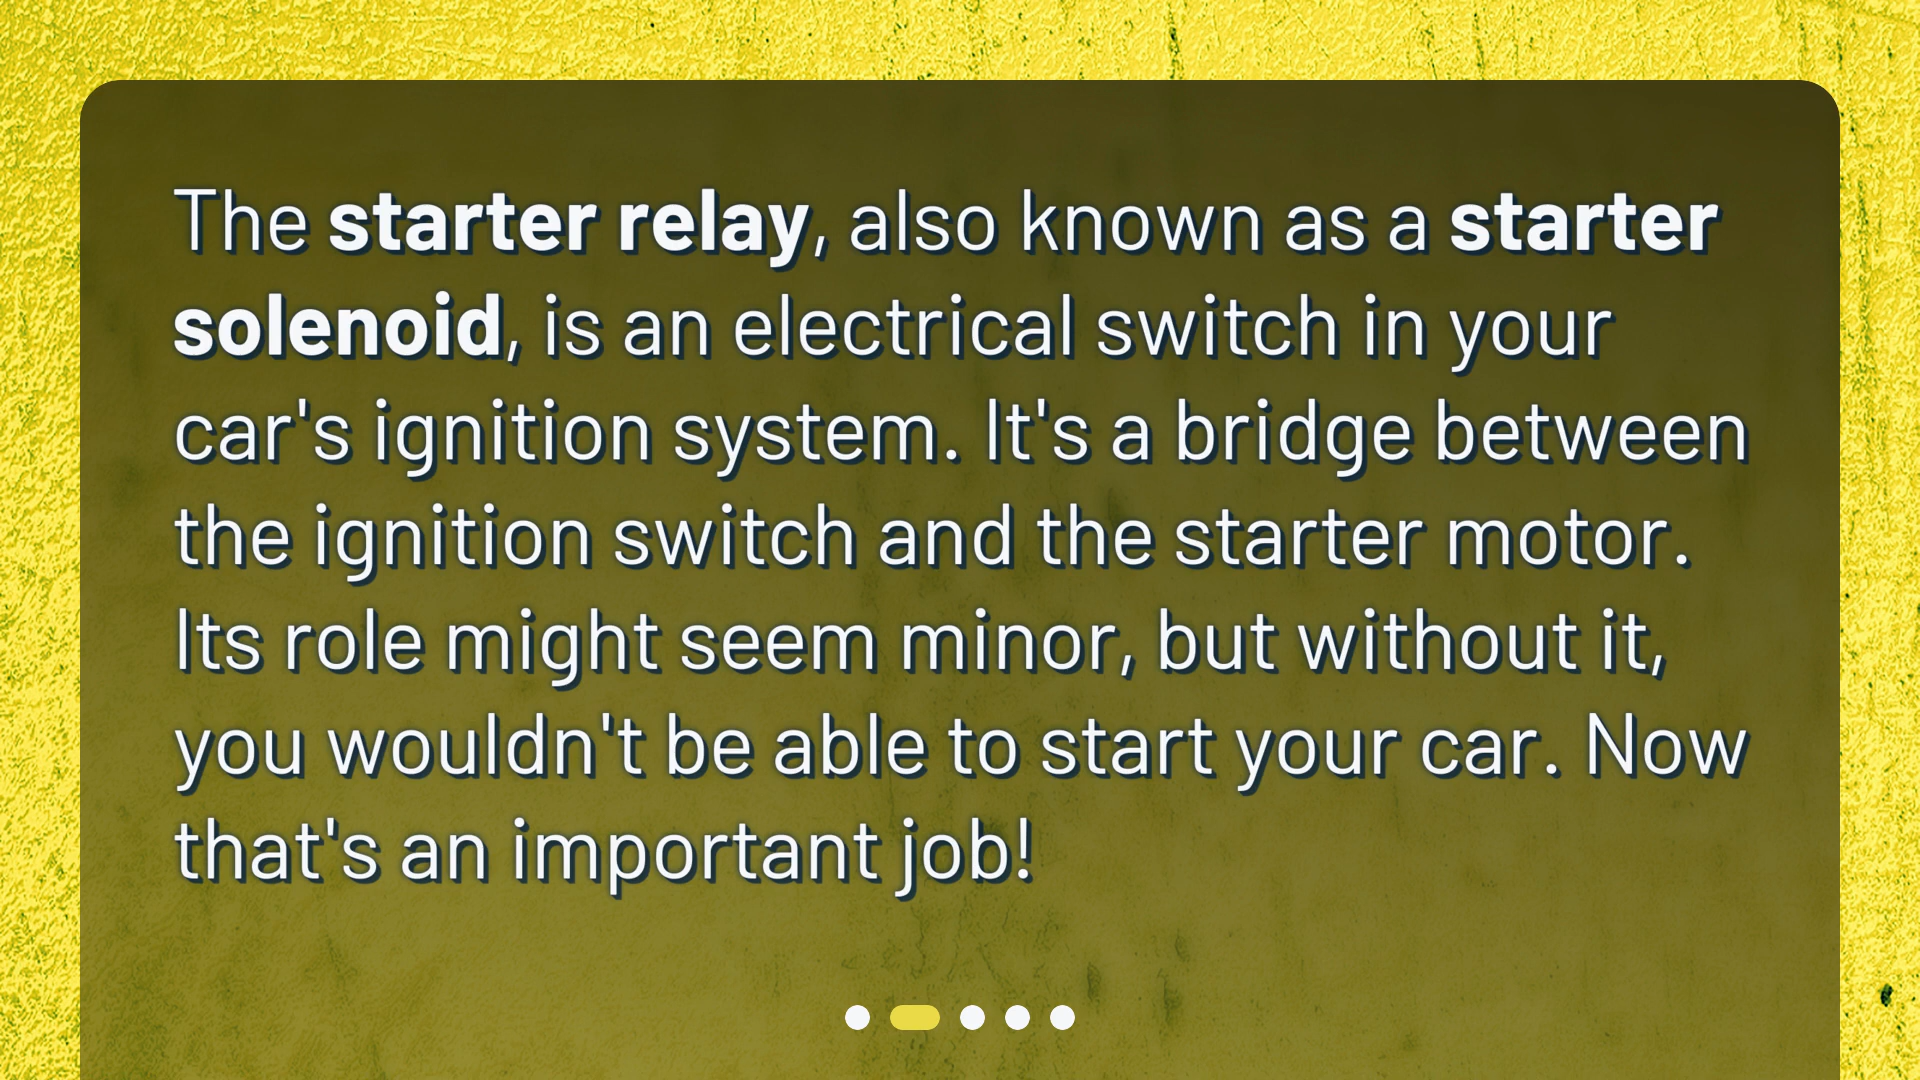 The starter relay, also known as a starter
solenoid, is an electrical switch in your
car's ignition system. It's a bridge between
the ignition switch and the starter motor.
Its role might seem minor, but without it,
you wouldn't be able to start your car. Now
that's an important job!